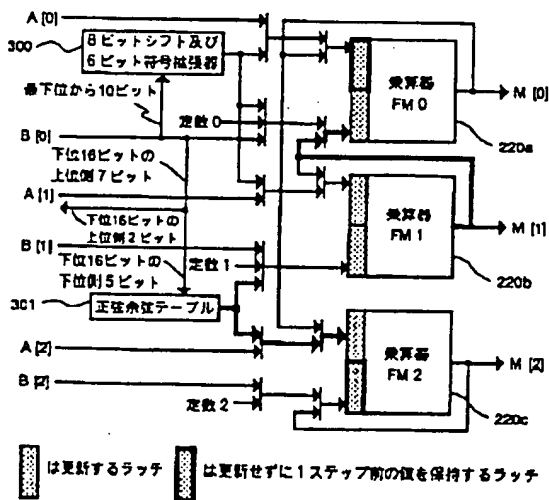 A [0]
300
8ビットシフト及び
6ビット符号拡張器
最下位から10ビット
定数0
B [0]
下位16ビットの
上位側7ビット
A [1]
下位16ビットの
上位側2ビット
B [1]
下位16ビットの
下位側5ビット
定数1
301
正弦余弦テーブル
A [2]
B [2]
定数2
乗算器
FM 0
M [0]
220a
乗算器
FM 1
M [1]
220b
乗算器
FM 2
M [2]
220c
は更新するラッチ
は更新せずに1ステップ前の値を保持するラッチ